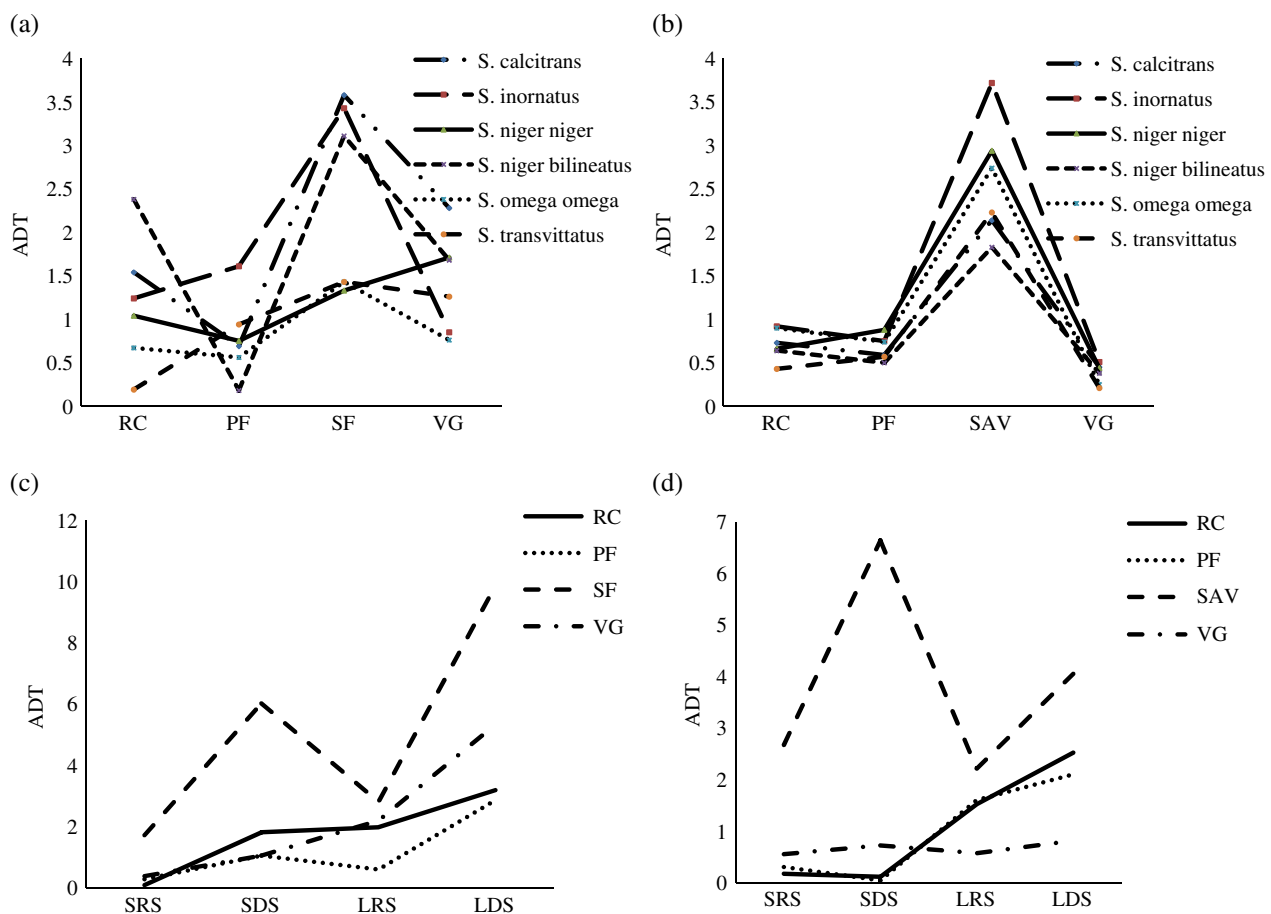 (a)
ADT
4
3.5
3
2.5
2
1.5
1
0.5
0
RC PF SF VG
S. calcitrans
S. inornatus
S. niger niger
S. niger bilineatus
S. omega omega
S. transvittatus
(b)
ADT
4
3.5
3
2.5
2
1.5
1
0.5
0
RC PF SAV VG
S. calcitrans
S. inornatus
S. niger niger
S. niger bilineatus
S. omega omega
S. transvittatus
(c)
ADT
12
10
8
6
4
2
0
SRS SDS LRS LDS
RC
PF
SF
VG
(d)
ADT
7
6
5
4
3
2
1
0
SRS SDS LRS LDS
RC
PF
SAV
VG